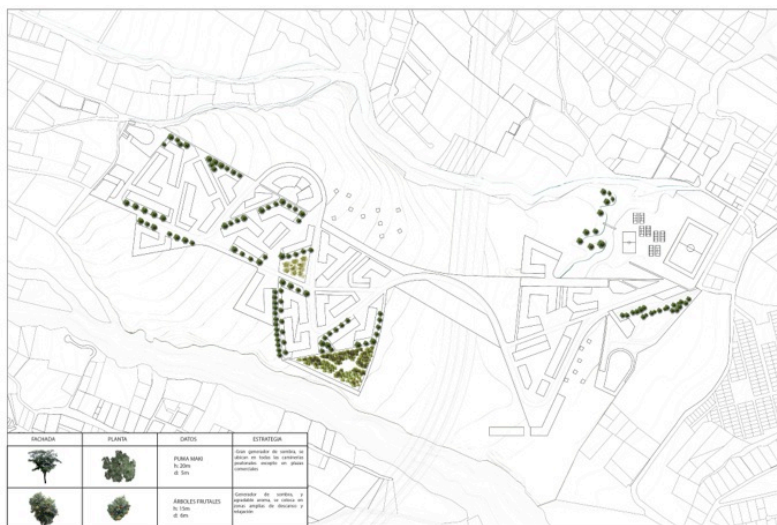 FACHADA PLANTA DATOS ESTRATEGIA
PUMA MAKI
h: 20m
d: 5m
-Gran generador de sombra, se
ubican en todas las camineras
peatonales excepto en plazas
comerciales
ÁRBOLES FRUTALES
h: 15m
d: 6m
-Generador de sombra, y
agradable aroma, se coloca en
zonas amplias de descanso y
relajación